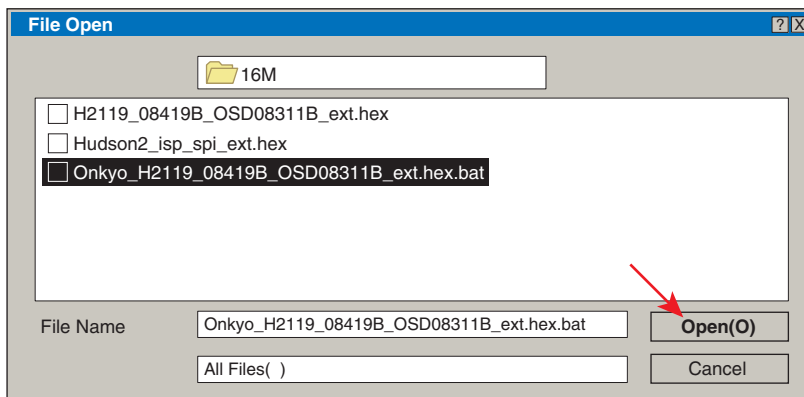 File Open ? X
16M
H2119_08419B_OSD08311B_ext.hex
Hudson2_isp_spi_ext.hex
Onkyo_H2119_08419B_OSD08311B_ext.hex.bat
File Name Onkyo_H2119_08419B_OSD08311B_ext.hex.bat Open(O)
All Files( ) Cancel